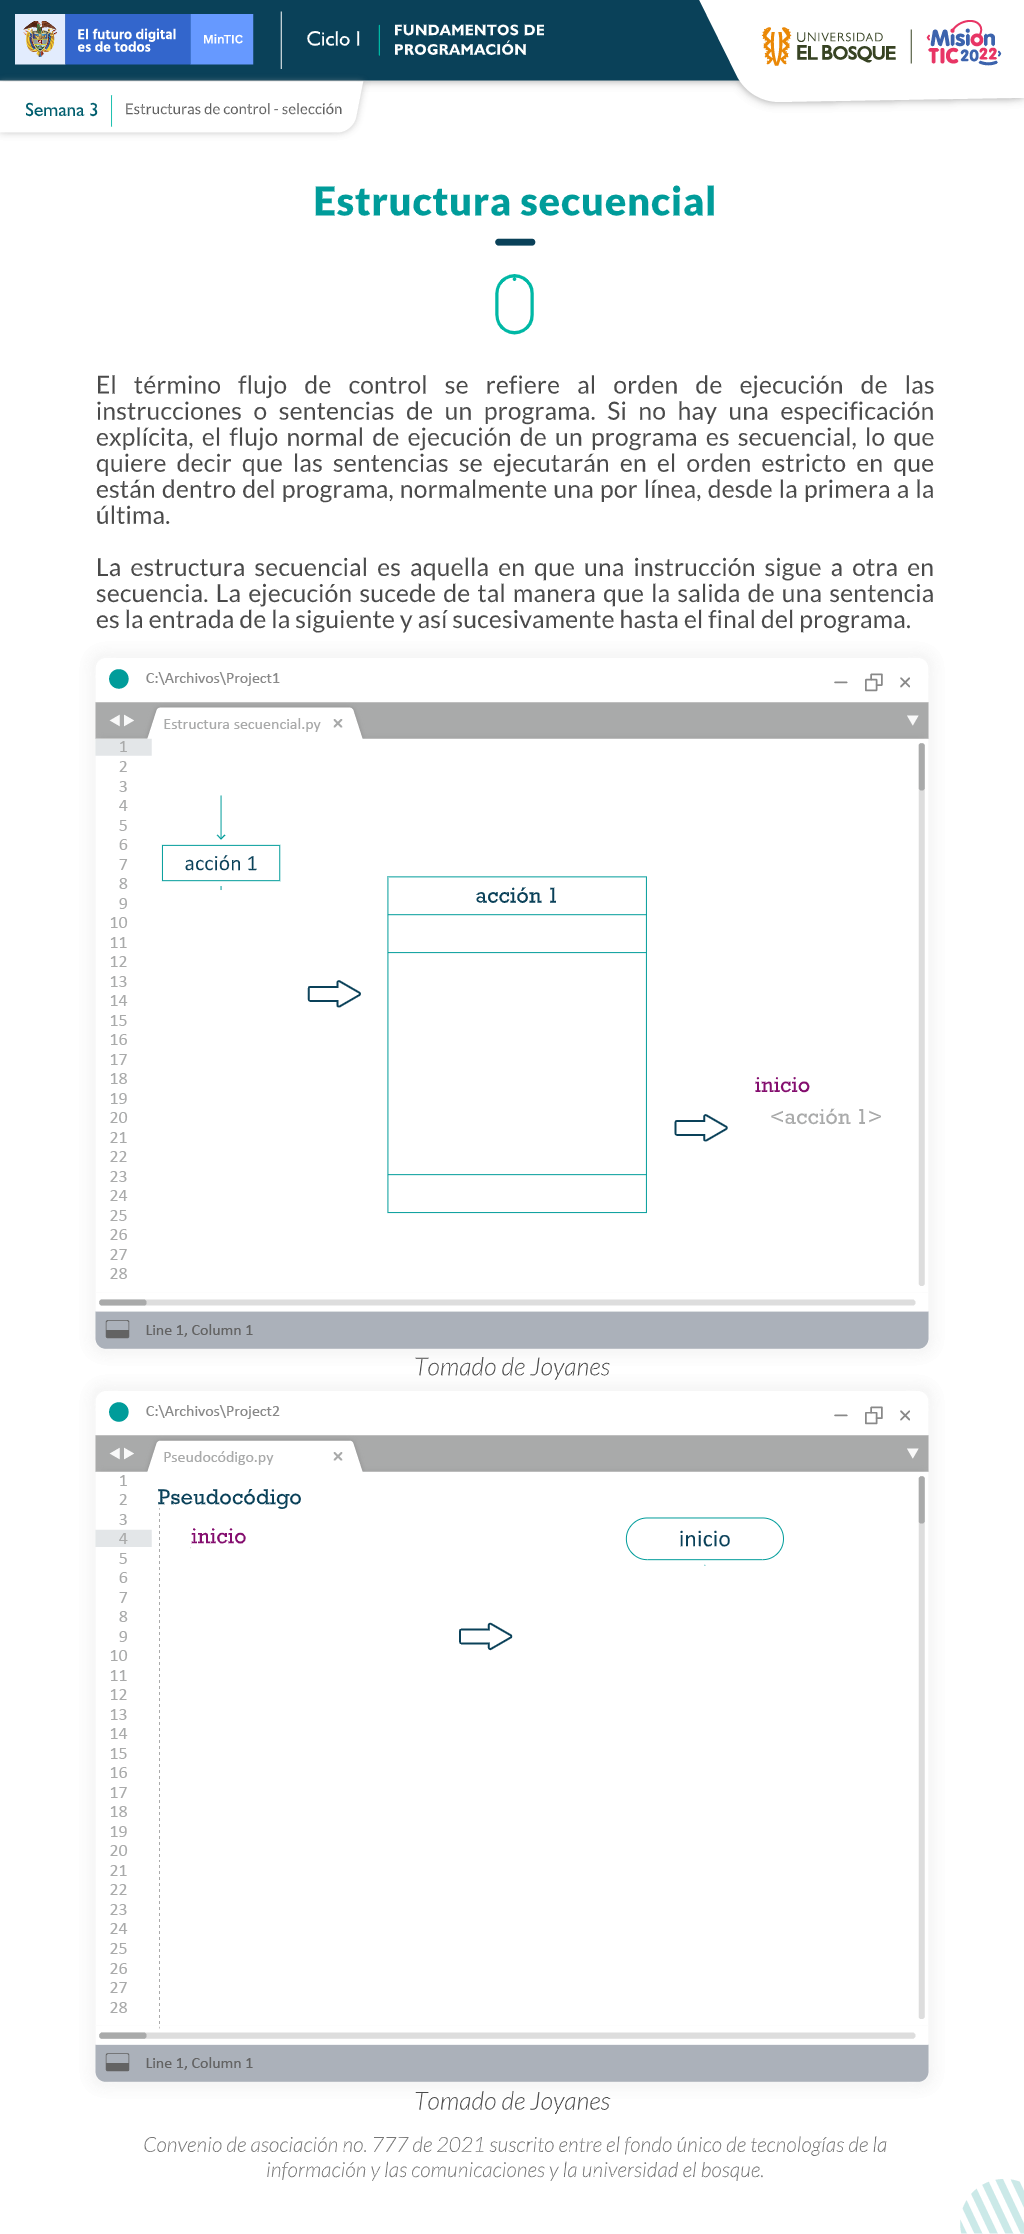 El futuro digital
es de todos
MinTIC
Ciclo I
FUNDAMENTOS DE
PROGRAMACIÓN
UNIVERSIDAD
EL BOSQUE
Misión
TIC2022
Semana 3
Estructuras de control - selección
Estructura secuencial
El término flujo de control se refiere al orden de ejecución de las
instrucciones o sentencias de un programa. Si no hay una especificación
explícita, el flujo normal de ejecución de un programa es secuencial, lo que
quiere decir que las sentencias se ejecutarán en el orden estricto en que
están dentro del programa, normalmente una por línea, desde la primera a la
última.
La estructura secuencial es aquella en que una instrucción sigue a otra en
secuencia. La ejecución sucede de tal manera que la salida de una sentencia
es la entrada de la siguiente y así sucesivamente hasta el final del programa.
C:\Archivos\Project1
Estructura secuencial.py
1
2
3
4
5
6
7
acción 1
8
acción 1
9
10
11
12
13
14
15
16
17
18
inicio
19
20
<acción 1>
21
22
23
24
25
26
27
28
Line 1, Column 1
Tomado de Joyanes
C:\Archivos\Project2
Pseudocódigo.py
1
2
Pseudocódigo
3
4
inicio
inicio
5
6
7
8
9
10
11
12
13
14
15
16
17
18
19
20
21
22
23
24
25
26
27
28
Line 1, Column 1
Tomado de Joyanes
Convenio de asociación no. 777 de 2021 suscrito entre el fondo único de tecnologías de la
información y las comunicaciones y la universidad el bosque.